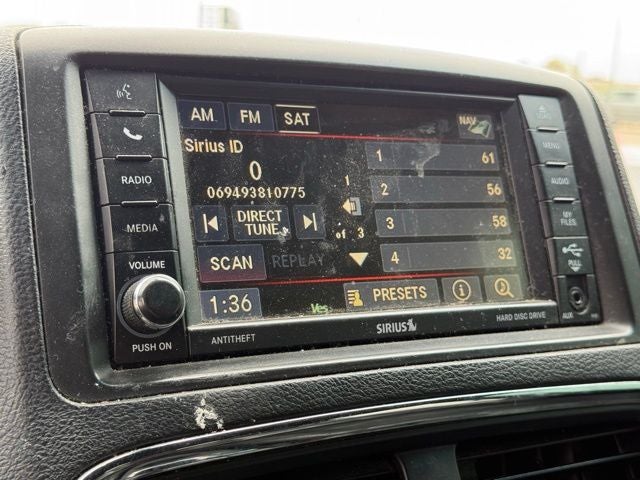 AM FM SAT NAV
Sirius ID
0
069493810775
DIRECT TUNE
SCAN REPLAY
1:36
1
of 3
1 61
2 56
3 58
4 32
Yes
PRESETS
RADIO
MEDIA
VOLUME
PUSH ON
ANTITHEFT
SIRIUS
HARD DISC DRIVE
MENU
AUDIO
MY FILES
PULL
AUX